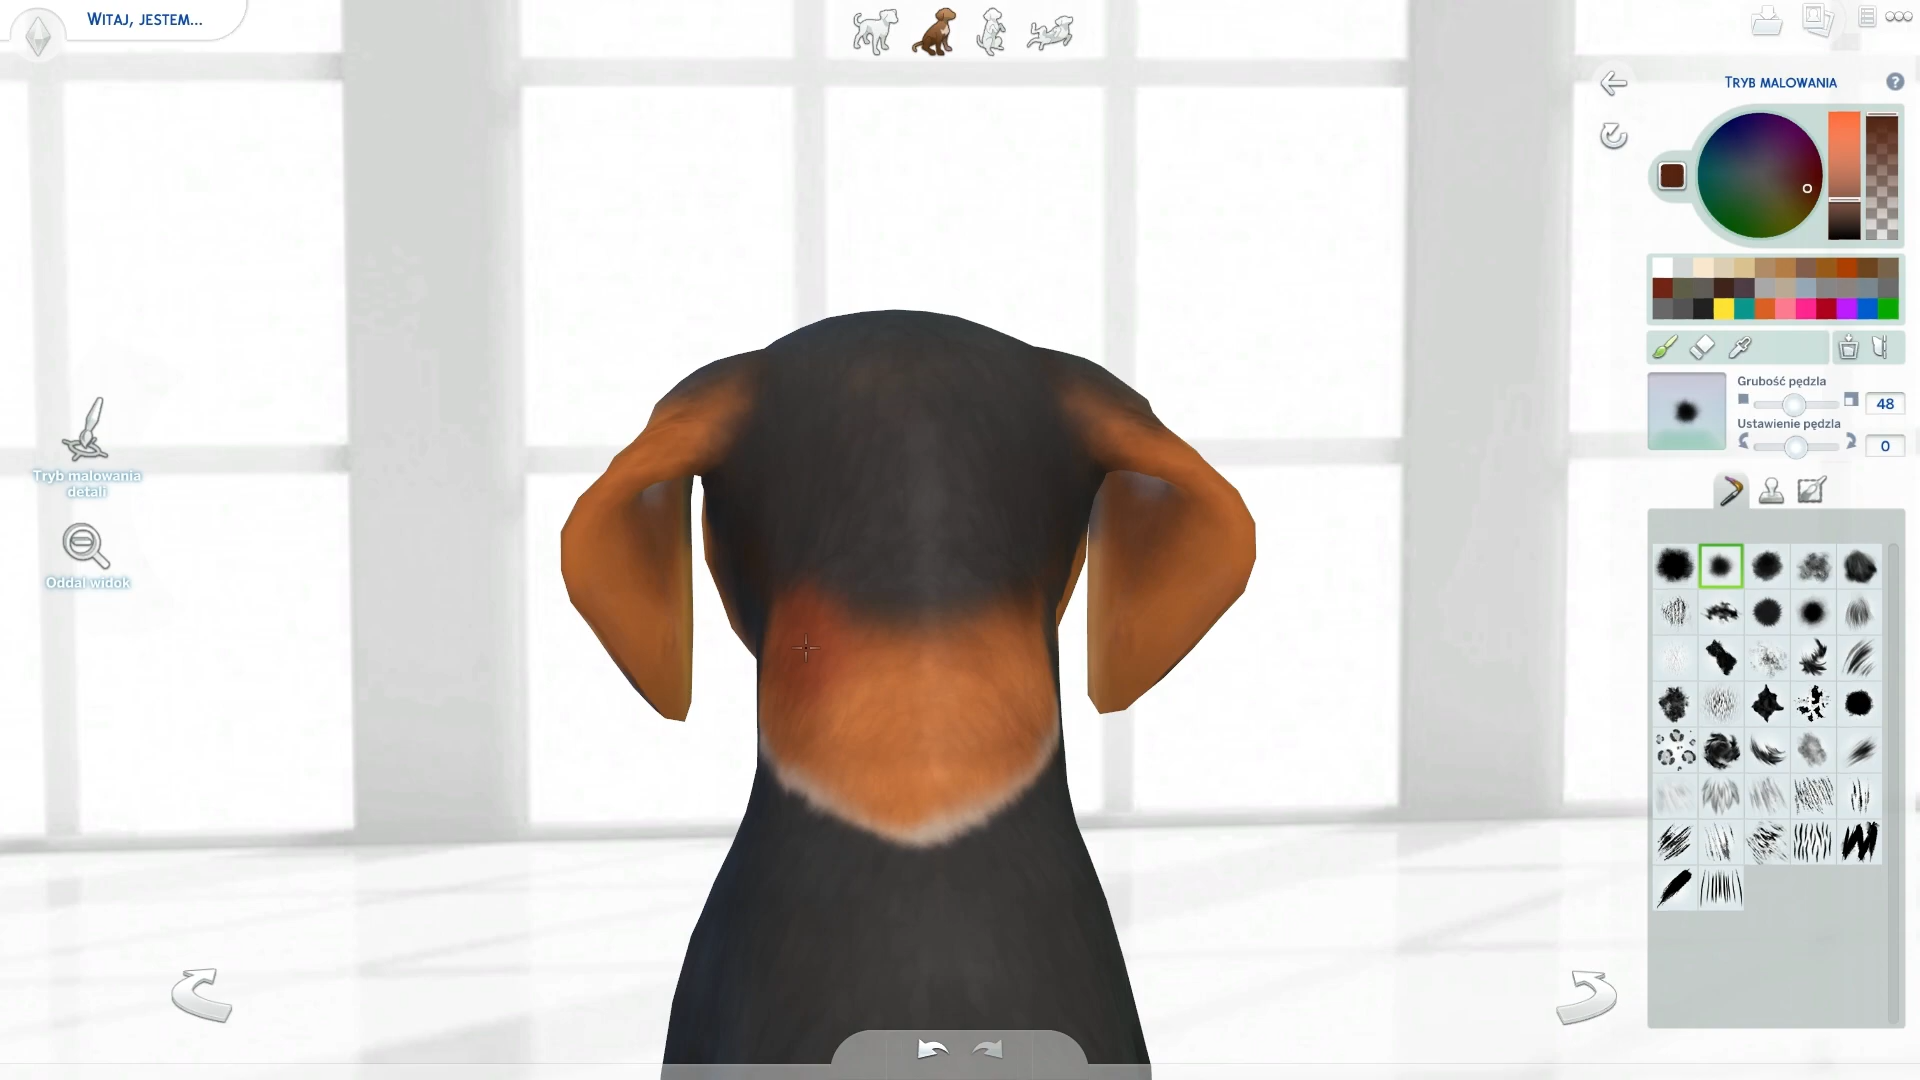 Witaj, jestem...
Tryb malowania
?
Grubość pędzla
48
Ustawienie pędzla
0
Tryb malowania
detali
Oddal widok